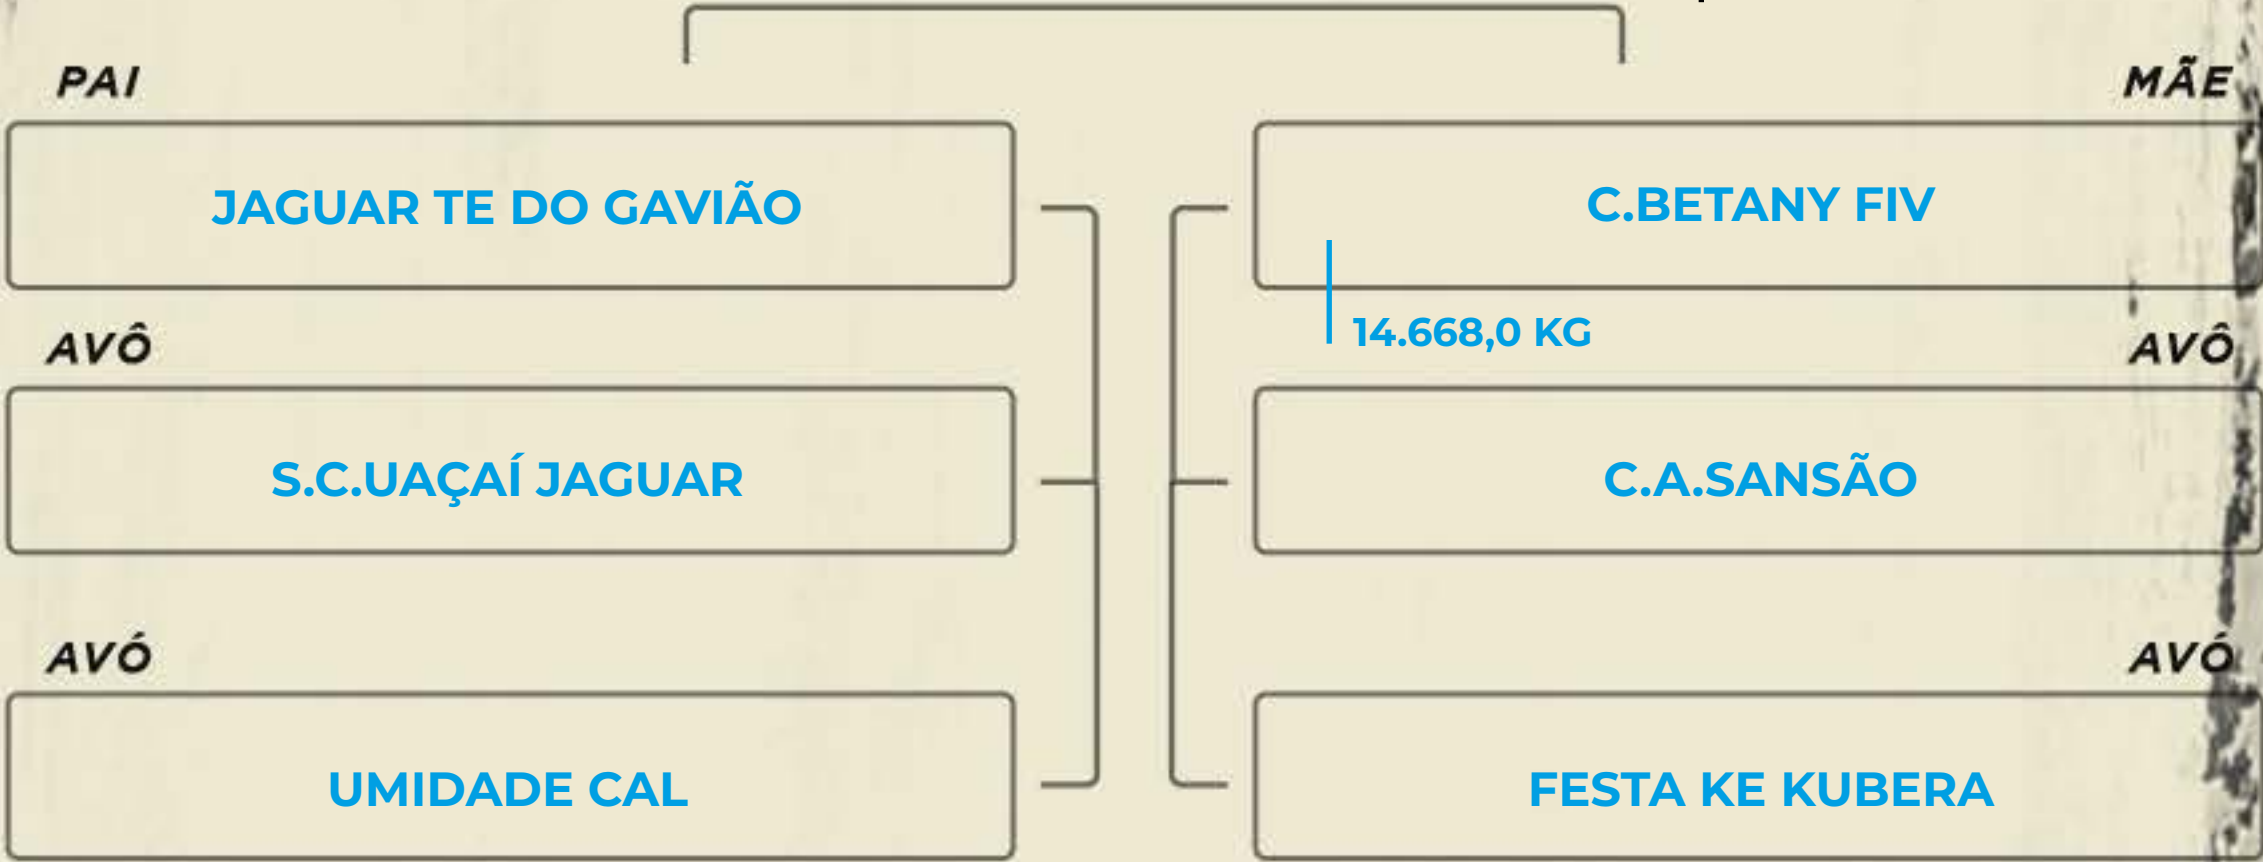 PAI
MÃE
JAGUAR TE DO GAVIÃO
C.BETANY FIV
14.668,0 KG
AVÔ
AVÔ
S.C.UAÇAÍ JAGUAR
C.A.SANSÃO
AVÓ
AVÓ
UMIDADE CAL
FESTA KE KUBERA